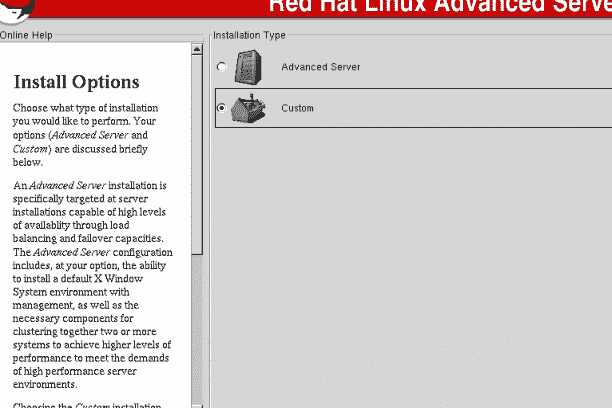 Red Hat Linux Advanced Serve
Online Help
Installation Type
Install Options
Choose what type of installation
you would like to perform. Your
options (Advanced Server and
Custom) are discussed briefly
below.
An Advanced Server installation is
specifically targeted at server
installations capable of high levels
of availablity through load
balancing and failover capacities.
The Advanced Server configuration
includes, at your option, the ability
to install a default X Window
System environment with
management, as well as the
necessary components for
clustering together two or more
systems to achieve higher levels of
performance to meet the demands
of high performance server
environments.
Choosing the Custom installation
Advanced Server
Custom